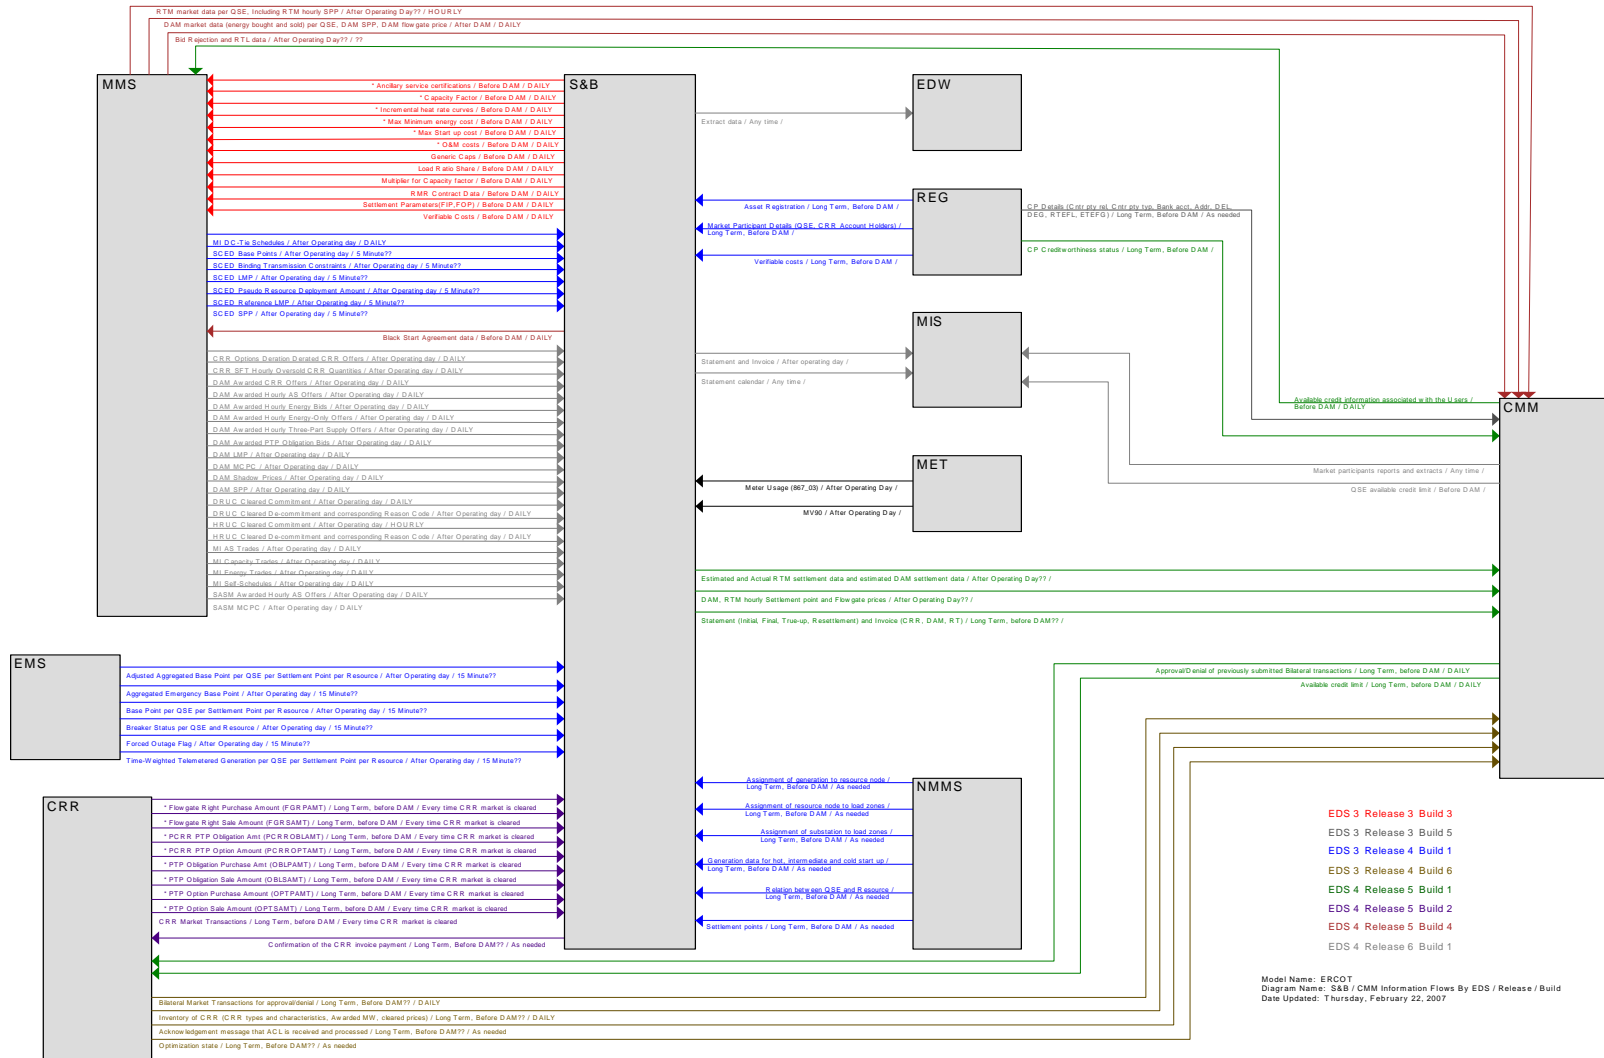 RTM market data per QSE, Including RTM hourly SPP / After Operating Day?? / HOURLY
DAM market data (energy bought and sold) per QSE, DAM SPP, DAM flowgate price / After DAM / DAILY
Bid Rejection and RTL data / After Operating Day?? / ??
MMS
S&B
EDW
* Ancillary service certifications / Before DAM / DAILY
* Capacity Factor / Before DAM / DAILY
* Incremental heat rate curves / Before DAM / DAILY
* Max Minimum energy cost / Before DAM / DAILY
* Max Start up cost / Before DAM / DAILY
* O&M costs / Before DAM / DAILY
Generic Caps / Before DAM / DAILY
Load Ratio Share / Before DAM / DAILY
Multiplier for Capacity factor / Before DAM / DAILY
RMR Contract Data / Before DAM / DAILY
Settlement Parameters(FIP,FOP) / Before DAM / DAILY
Verifiable Costs / Before DAM / DAILY
Extract data / Any time /
REG
Asset Registration / Long Term, Before DAM /
Market Participant Details (QSE, CRR Account Holders) /
Long Term, Before DAM /
Verifiable costs / Long Term, Before DAM /
CP Details (Cntr pty rel, Cntr pty typ, Bank acct, Addr, DEL,
DEG, RTEFL, ETEFG) / Long Term, Before DAM / As needed
CP Creditworthiness status / Long Term, Before DAM /
MI DC-Tie Schedules / After Operating day / DAILY
SCED Base Points / After Operating day / 5 Minute??
SCED Binding Transmission Constraints / After Operating day / 5 Minute??
SCED LMP / After Operating day / 5 Minute??
SCED Pseudo Resource Deployment Amount / After Operating day / 5 Minute??
SCED Reference LMP / After Operating day / 5 Minute??
SCED SPP / After Operating day / 5 Minute??
Black Start Agreement data / Before DAM / DAILY
MIS
Statement and Invoice / After operating day /
Statement calendar / Any time /
CRR Options Deration Derated CRR Offers / After Operating day / DAILY
CRR SFT Hourly Oversold CRR Quantities / After Operating day / DAILY
DAM Awarded CRR Offers / After Operating day / DAILY
DAM Awarded Hourly AS Offers / After Operating day / DAILY
DAM Awarded Hourly Energy Bids / After Operating day / DAILY
DAM Awarded Hourly Energy-Only Offers / After Operating day / DAILY
DAM Awarded Hourly Three-Part Supply Offers / After Operating day / DAILY
DAM Awarded PTP Obligation Bids / After Operating day / DAILY
DAM LMP / After Operating day / DAILY
DAM MCPC / After Operating day / DAILY
DAM Shadow Prices / After Operating day / DAILY
DAM SPP / After Operating day / DAILY
DRUC Cleared Commitment / After Operating day / DAILY
DRUC Cleared De-commitment and corresponding Reason Code / After Operating day / DAILY
HRUC Cleared Commitment / After Operating day / HOURLY
HRUC Cleared De-commitment and corresponding Reason Code / After Operating day / DAILY
MI AS Trades / After Operating day / DAILY
MI Capacity Trades / After Operating day / DAILY
MI Energy Trades / After Operating day / DAILY
MI Self-Schedules / After Operating day / DAILY
SASM Awarded Hourly AS Offers / After Operating day / DAILY
SASM MCPC / After Operating day / DAILY
Available credit information associated with the Users /
Before DAM / DAILY
CMM
MET
Meter Usage (867_03) / After Operating Day /
MV90 / After Operating Day /
Market participants reports and extracts / Any time /
QSE available credit limit / Before DAM /
Estimated and Actual RTM settlement data and estimated DAM settlement data / After Operating Day?? /
DAM, RTM hourly Settlement point and Flowgate prices / After Operating Day?? /
Statement (Initial, Final, True-up, Resettlement) and Invoice (CRR, DAM, RT) / Long Term, before DAM?? /
EMS
Adjusted Aggregated Base Point per QSE per Settlement Point per Resource / After Operating day / 15 Minute??
Aggregated Emergency Base Point / After Operating day / 15 Minute??
Base Point per QSE per Settlement Point per Resource / After Operating day / 15 Minute??
Breaker Status per QSE and Resource / After Operating day / 15 Minute??
Forced Outage Flag / After Operating day / 15 Minute??
Time-Weighted Telemetered Generation per QSE per Settlement Point per Resource / After Operating day / 15 Minute??
Approval/Denial of previously submitted Bilateral transactions / Long Term, before DAM / DAILY
Available credit limit / Long Term, before DAM / DAILY
CRR
* Flowgate Right Purchase Amount (FGRPAMT) / Long Term, before DAM / Every time CRR market is cleared
* Flowgate Right Sale Amount (FGRSAMT) / Long Term, before DAM / Every time CRR market is cleared
* PCRR PTP Obligation Amt (PCRROBLAMT) / Long Term, before DAM / Every time CRR market is cleared
* PCRR PTP Option Amount (PCRROPTAMT) / Long Term, before DAM / Every time CRR market is cleared
* PTP Obligation Purchase Amt (OBLPAMT) / Long Term, before DAM / Every time CRR market is cleared
* PTP Obligation Sale Amount (OBLSAMT) / Long Term, before DAM / Every time CRR market is cleared
* PTP Option Purchase Amount (OPTPAMT) / Long Term, before DAM / Every time CRR market is cleared
* PTP Option Sale Amount (OPTSAMT) / Long Term, before DAM / Every time CRR market is cleared
CRR Market Transactions / Long Term, before DAM / Every time CRR market is cleared
Confirmation of the CRR invoice payment / Long Term, Before DAM?? / As needed
NMMS
Assignment of generation to resource node /
Long Term, Before DAM / As needed
Assignment of resource node to load zones /
Long Term, Before DAM / As needed
Assignment of substation to load zones /
Long Term, Before DAM / As needed
Generation data for hot, intermediate and cold start up /
Long Term, Before DAM / As needed
Relation between QSE and Resource /
Long Term, Before DAM / As needed
Settlement points / Long Term, Before DAM / As needed
Bilateral Market Transactions for approval/denial / Long Term, Before DAM?? / DAILY
Inventory of CRR (CRR types and characteristics, Awarded MW, cleared prices) / Long Term, Before DAM?? / DAILY
Acknowledgement message that ACL is received and processed / Long Term, Before DAM?? / As needed
Optimization state / Long Term, Before DAM?? / As needed
EDS 3 Release 3 Build 3
EDS 3 Release 3 Build 5
EDS 3 Release 4 Build 1
EDS 3 Release 4 Build 6
EDS 4 Release 5 Build 1
EDS 4 Release 5 Build 2
EDS 4 Release 5 Build 4
EDS 4 Release 6 Build 1
Model Name: ERCOT
Diagram Name: S&B / CMM Information Flows By EDS / Release / Build
Date Updated: Thursday, February 22, 2007